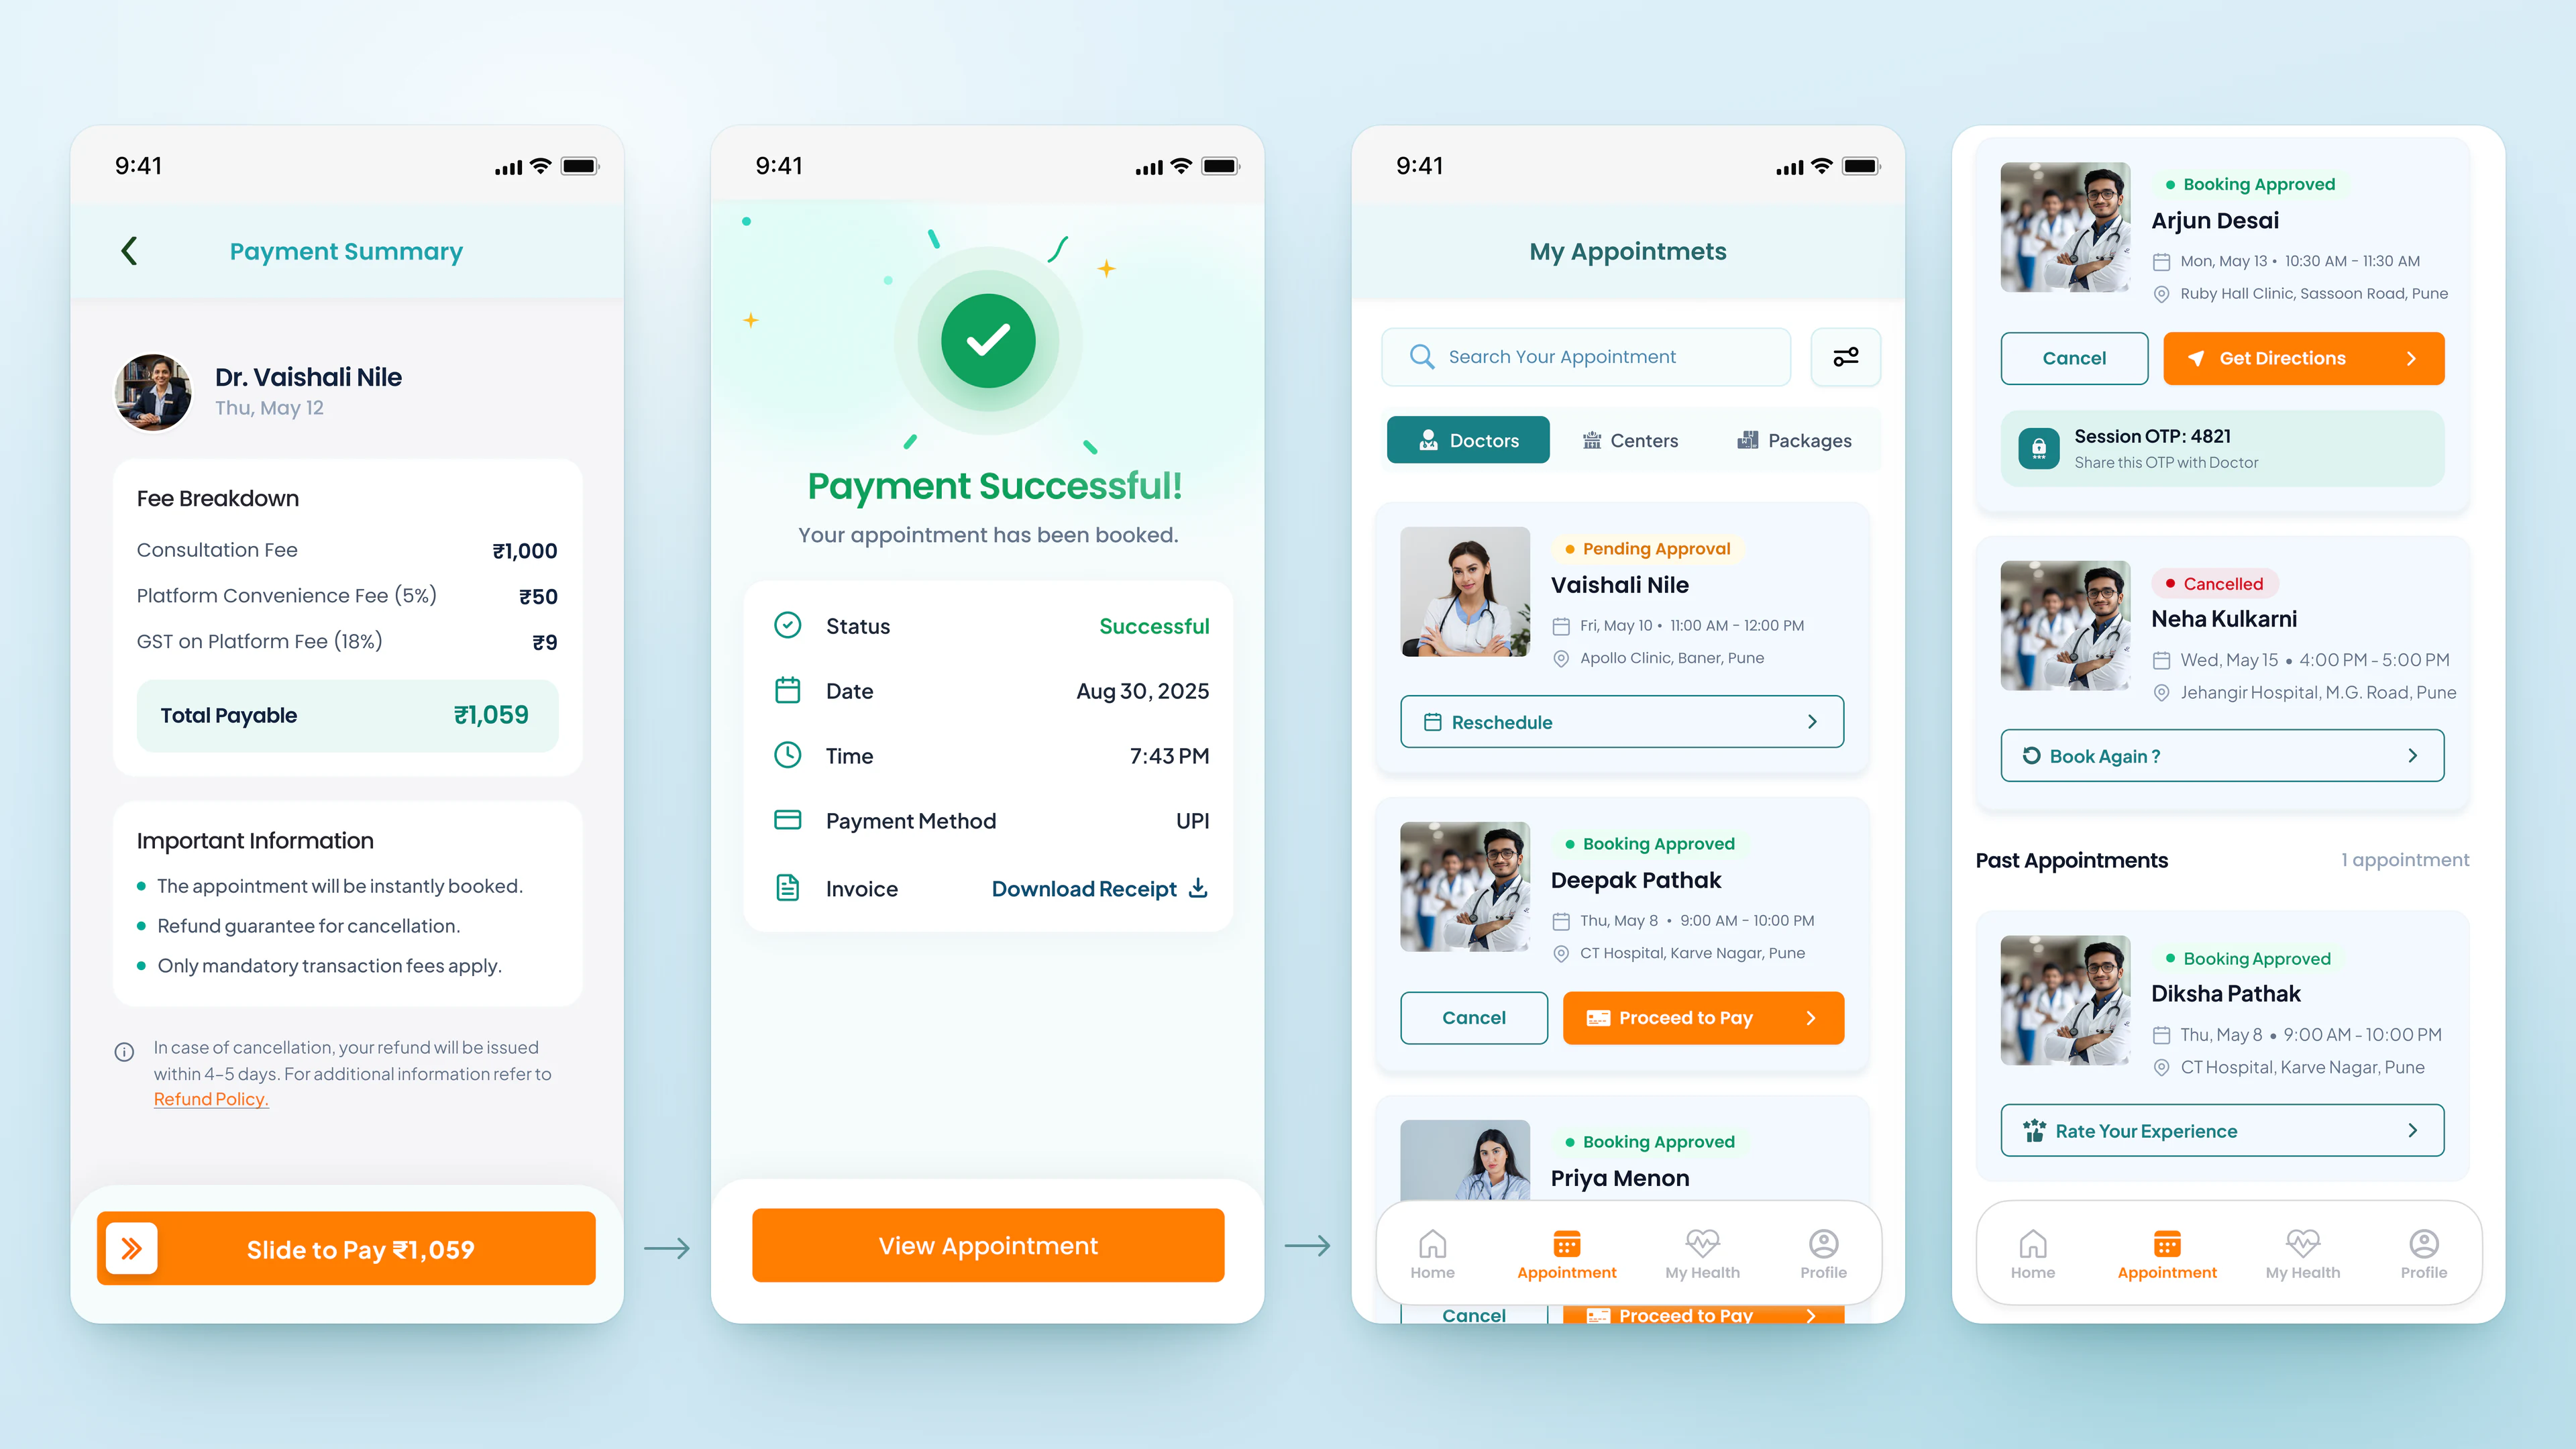 9:41
Payment Summary
Dr. Vaishali Nile
Thu, May 12
Fee Breakdown
Consultation Fee ₹1,000
Platform Convenience Fee (5%) ₹50
GST on Platform Fee (18%) ₹9
Total Payable ₹1,059
Important Information
The appointment will be instantly booked.
Refund guarantee for cancellation.
Only mandatory transaction fees apply.
In case of cancellation, your refund will be issued
within 4-5 days. For additional information refer to
Refund Policy.
Slide to Pay ₹1,059
9:41
Payment Successful!
Your appointment has been booked.
Status Successful
Date Aug 30, 2025
Time 7:43 PM
Payment Method UPI
Invoice Download Receipt
View Appointment
9:41
My Appointmets
Search Your Appointment
Doctors Centers Packages
Pending Approval
Vaishali Nile
Fri, May 10 • 11:00 AM - 12:00 PM
Apollo Clinic, Baner, Pune
Reschedule
Booking Approved
Deepak Pathak
Thu, May 8 • 9:00 AM - 10:00 PM
CT Hospital, Karve Nagar, Pune
Cancel Proceed to Pay
Booking Approved
Priya Menon
Home Appointment My Health Profile
Cancel Proceed to Pay
Booking Approved
Arjun Desai
Mon, May 13 • 10:30 AM - 11:30 AM
Ruby Hall Clinic, Sassoon Road, Pune
Cancel Get Directions
Session OTP: 4821
Share this OTP with Doctor
Cancelled
Neha Kulkarni
Wed, May 15 • 4:00 PM - 5:00 PM
Jehangir Hospital, M.G. Road, Pune
Book Again ?
Past Appointments 1 appointment
Booking Approved
Diksha Pathak
Thu, May 8 • 9:00 AM - 10:00 PM
CT Hospital, Karve Nagar, Pune
Rate Your Experience
Home Appointment My Health Profile